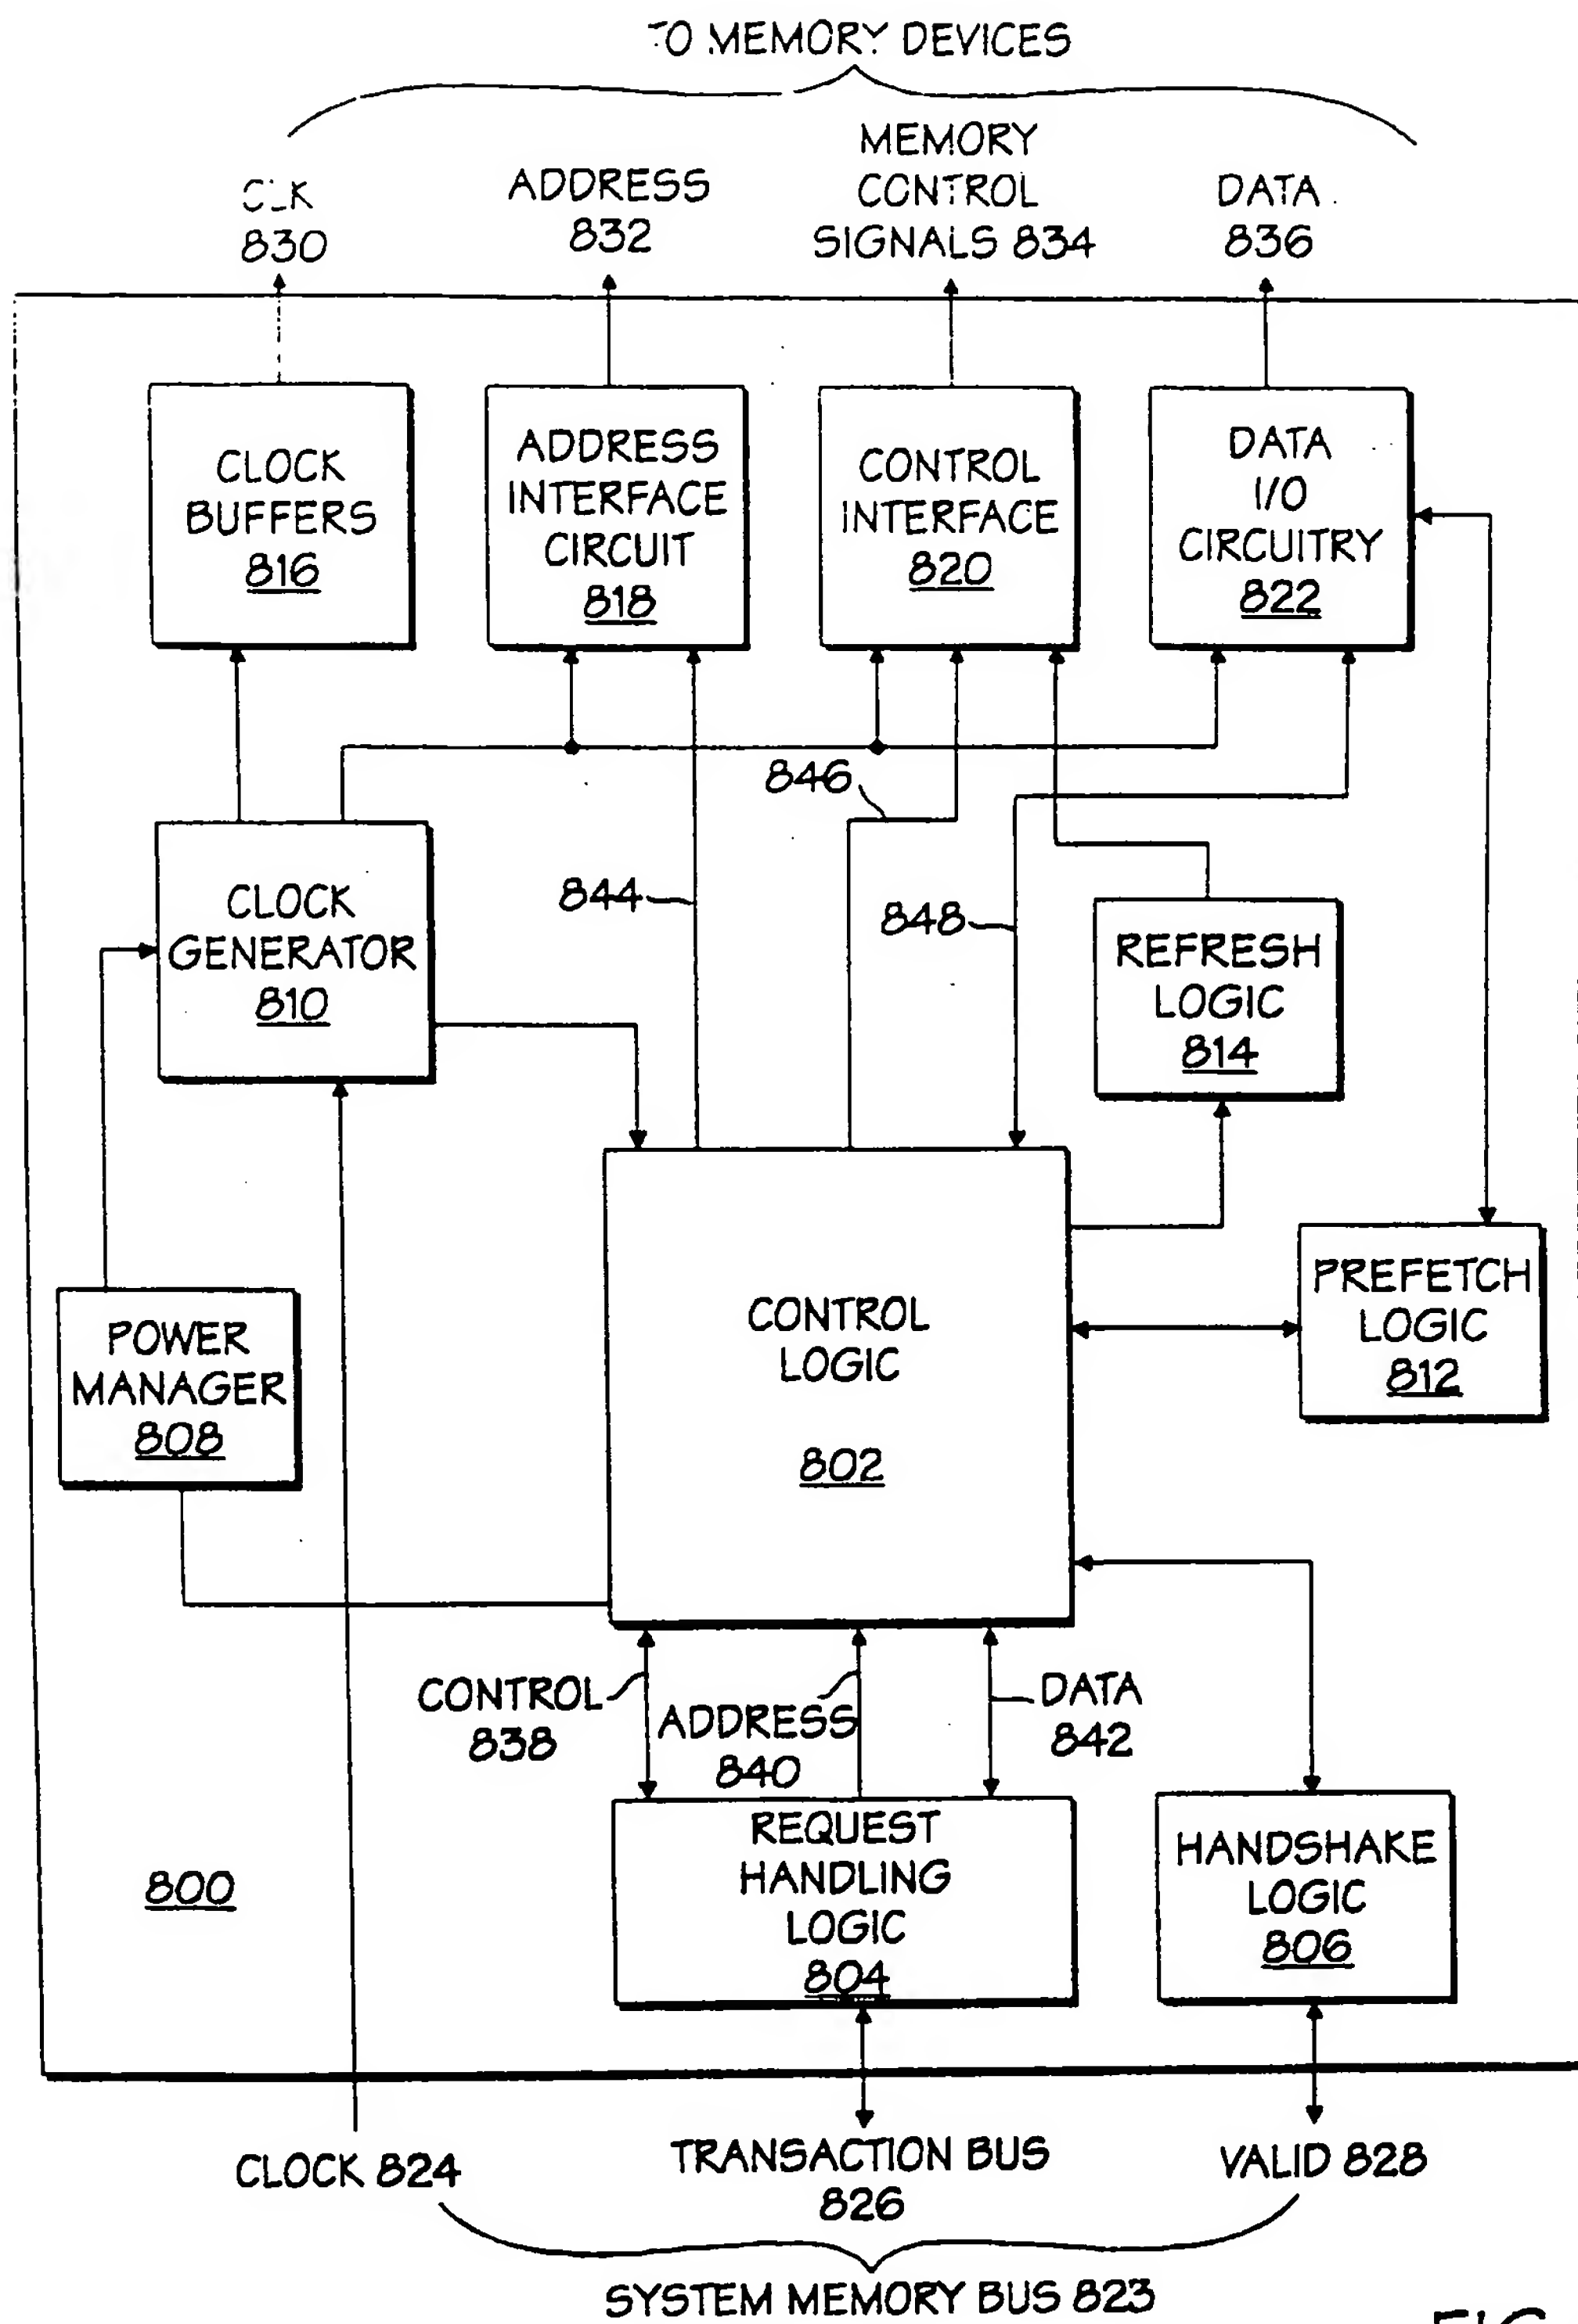 TO MEMORY DEVICES
CLK
830
ADDRESS
832
MEMORY
CONTROL
SIGNALS 834
DATA
836
CLOCK
BUFFERS
816
ADDRESS
INTERFACE
CIRCUIT
818
CONTROL
INTERFACE
820
DATA
I/O
CIRCUITRY
822
846
844
848
CLOCK
GENERATOR
810
REFRESH
LOGIC
814
CONTROL
LOGIC
802
PREFETCH
LOGIC
812
POWER
MANAGER
808
CONTROL
838
ADDRESS
840
DATA
842
REQUEST
HANDLING
LOGIC
804
HANDSHAKE
LOGIC
806
800
CLOCK 824
TRANSACTION BUS
826
VALID 828
SYSTEM MEMORY BUS 823